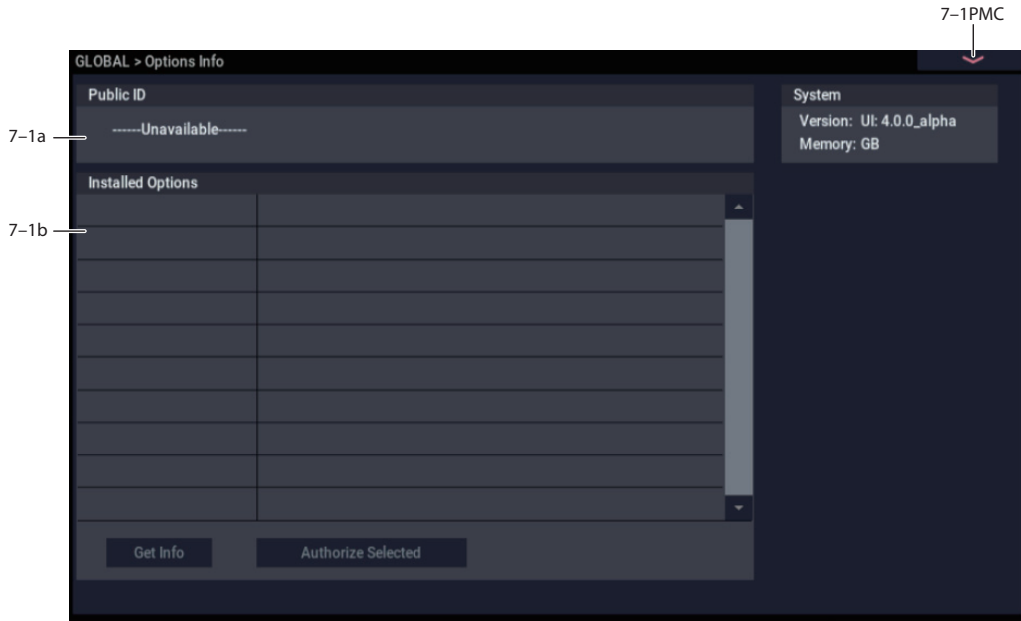 7–1PMC
GLOBAL > Options Info
Public ID
System
7–1a
------Unavailable------
Version: UI: 4.0.0_alpha
Memory: GB
Installed Options
7–1b
Get Info
Authorize Selected